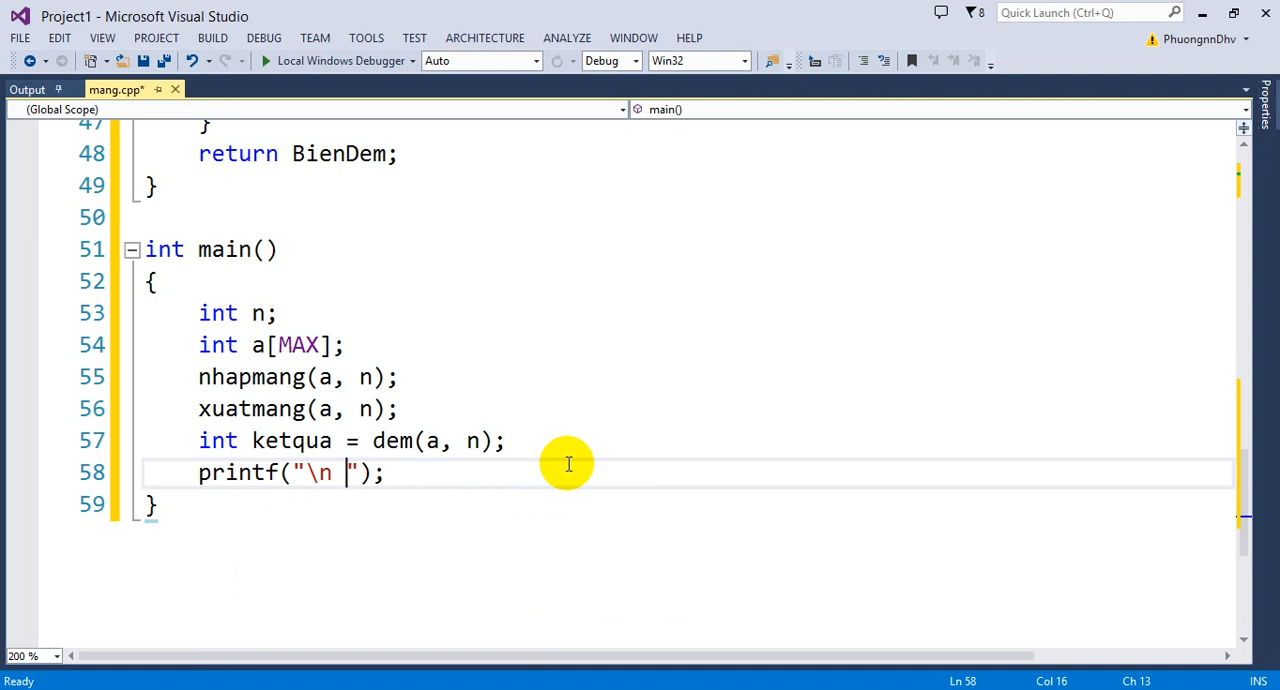 Project1 - Microsoft Visual Studio
8
Quick Launch (Ctrl+Q)
FILE EDIT VIEW PROJECT BUILD DEBUG TEAM TOOLS TEST ARCHITECTURE ANALYZE WINDOW HELP
PhuongnnDhv
Local Windows Debugger
Auto
Debug
Win32
Output
mang.cpp*
Properties
(Global Scope)
main()
47 }
48 return BienDem;
49 }
50
51 int main()
52 {
53 int n;
54 int a[MAX];
55 nhapmang(a, n);
56 xuatmang(a, n);
57 int ketqua = dem(a, n);
58 printf("\n ");
59 }
200 %
Ready
Ln 58
Col 16
Ch 13
INS